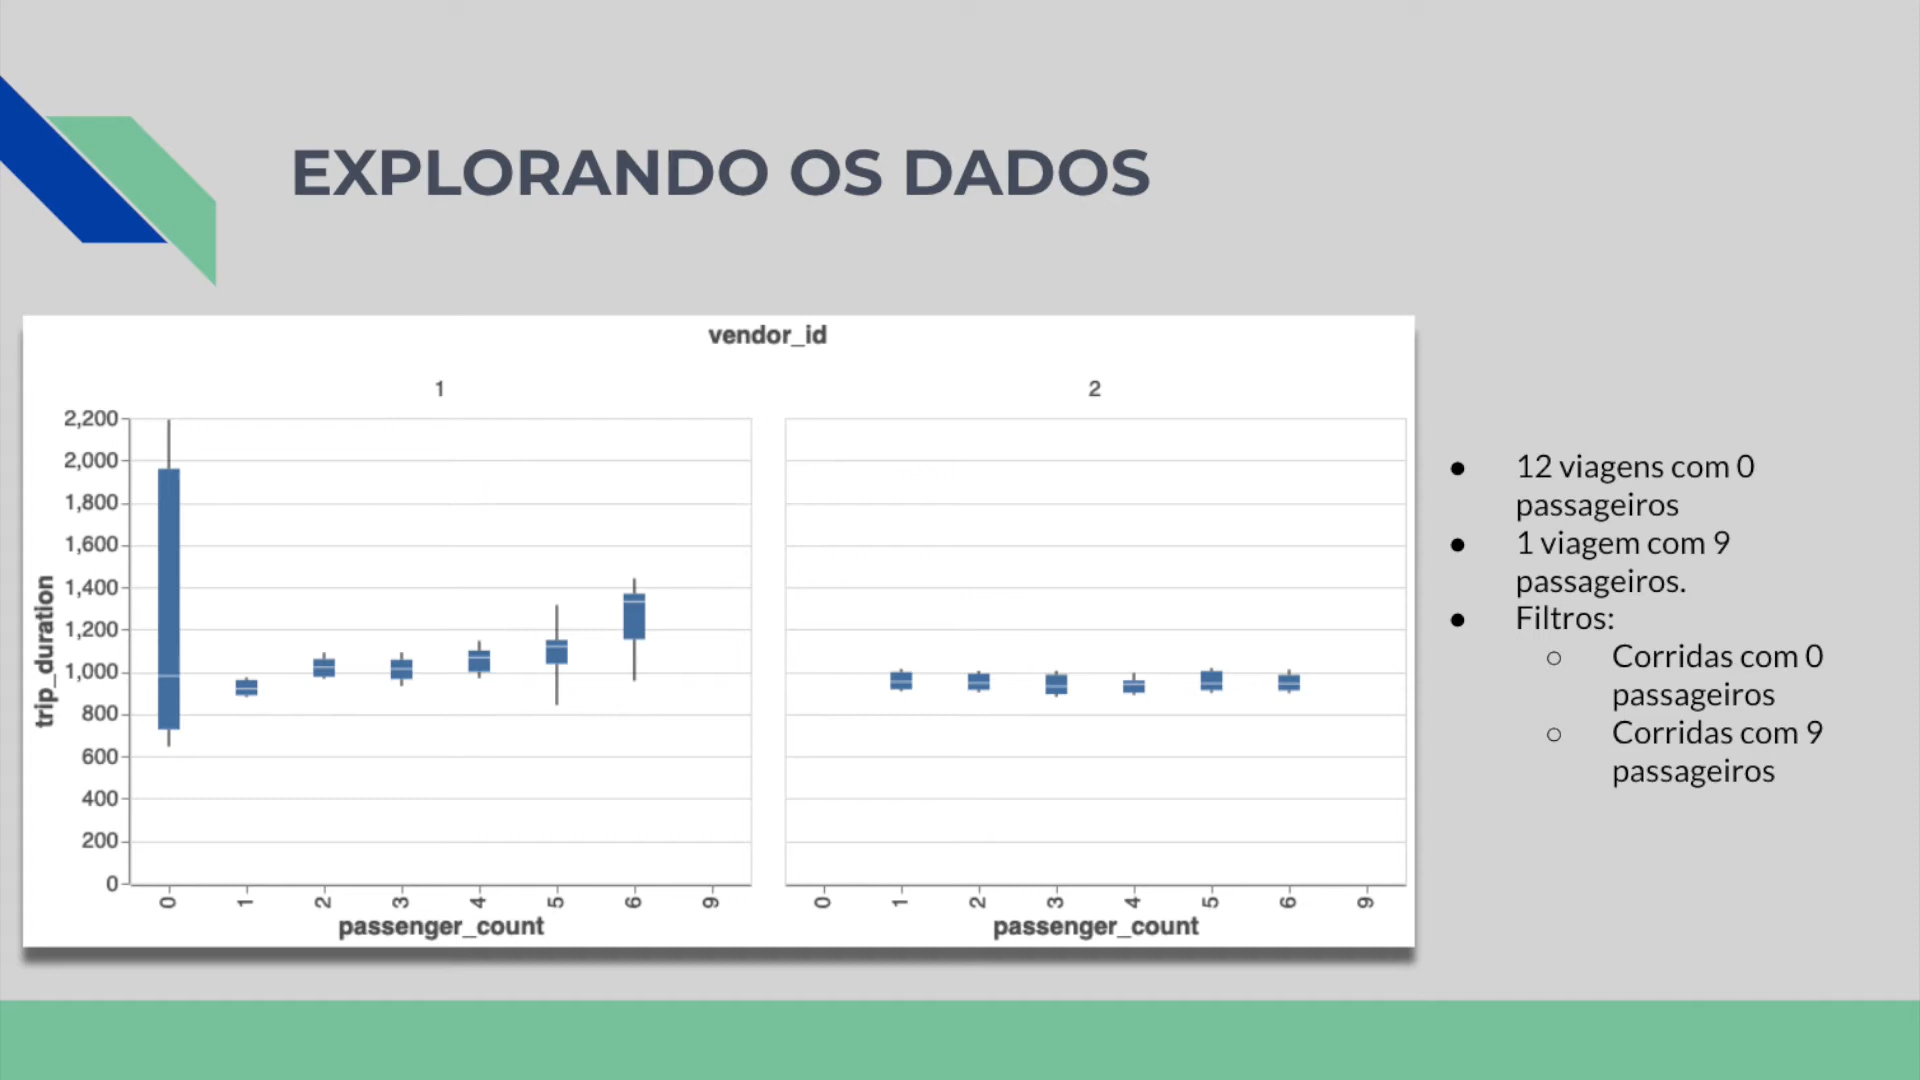 EXPLORANDO OS DADOS
vendor_id
1
2
2,200
2,000
1,800
1,600
1,400
1,200
1,000
800
600
400
200
0
trip_duration
0 1 2 3 4 5 6 9
passenger_count
0 1 2 3 4 5 6 9
passenger_count
● 12 viagens com 0
passageiros
● 1 viagem com 9
passageiros.
● Filtros:
○ Corridas com 0
passageiros
○ Corridas com 9
passageiros